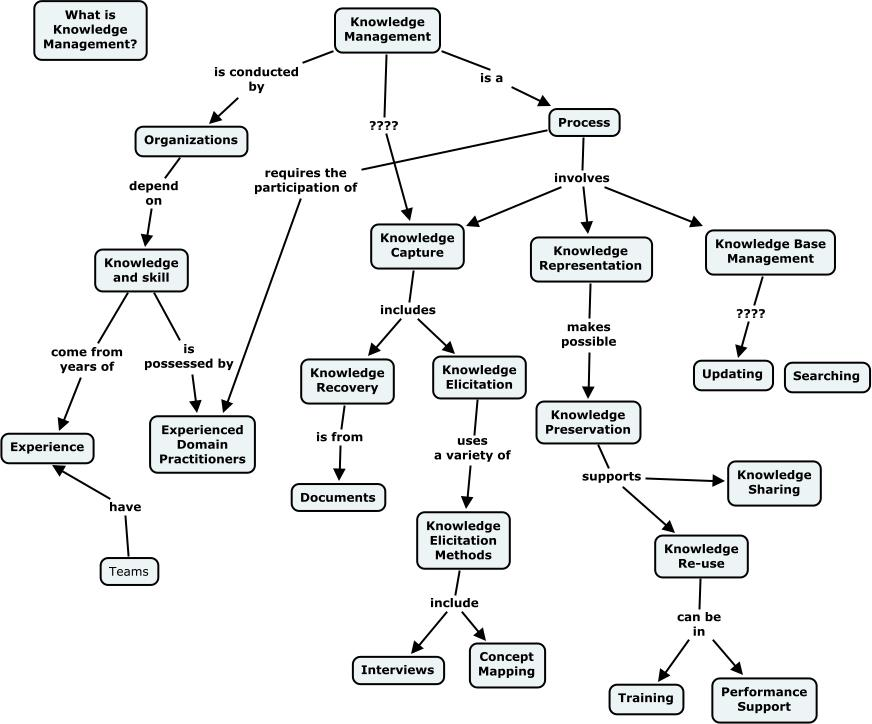 What is
Knowledge
Management?
Knowledge
Management
is conducted
by
is a
????
Process
Organizations
requires the
participation of
involves
depend
on
Knowledge
Capture
Knowledge
Representation
Knowledge Base
Management
Knowledge
and skill
includes
makes
possible
????
come from
years of
is
possessed by
Knowledge
Recovery
Knowledge
Elicitation
Updating
Searching
Experience
Experienced
Domain
Practitioners
is from
uses
a variety of
Knowledge
Preservation
Documents
supports
Knowledge
Sharing
have
Knowledge
Elicitation
Methods
Knowledge
Re-use
Teams
include
can be
in
Interviews
Concept
Mapping
Training
Performance
Support